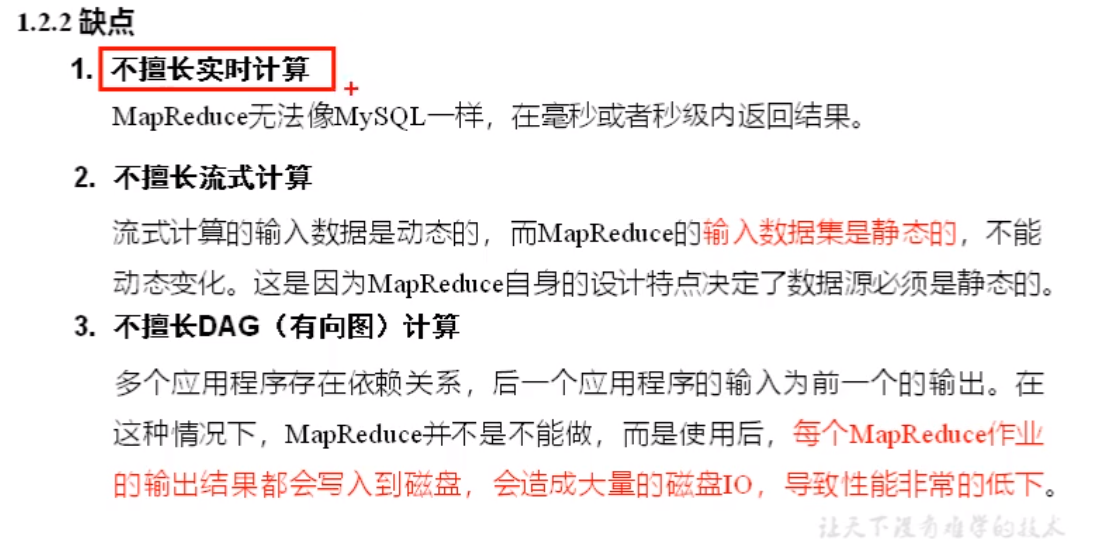 1.2.2 缺点
1. 不擅长实时计算
MapReduce无法像MySQL一样，在毫秒或者秒级内返回结果。
2. 不擅长流式计算
流式计算的输入数据是动态的，而MapReduce的输入数据集是静态的，不能
动态变化。这是因为MapReduce自身的设计特点决定了数据源必须是静态的。
3. 不擅长DAG（有向图）计算
多个应用程序存在依赖关系，后一个应用程序的输入为前一个的输出。在
这种情况下，MapReduce并不是不能做，而是使用后，每个MapReduce作业
的输出结果都会写入到磁盘，会造成大量的磁盘IO，导致性能非常的低下。
让天下没有难学的技术